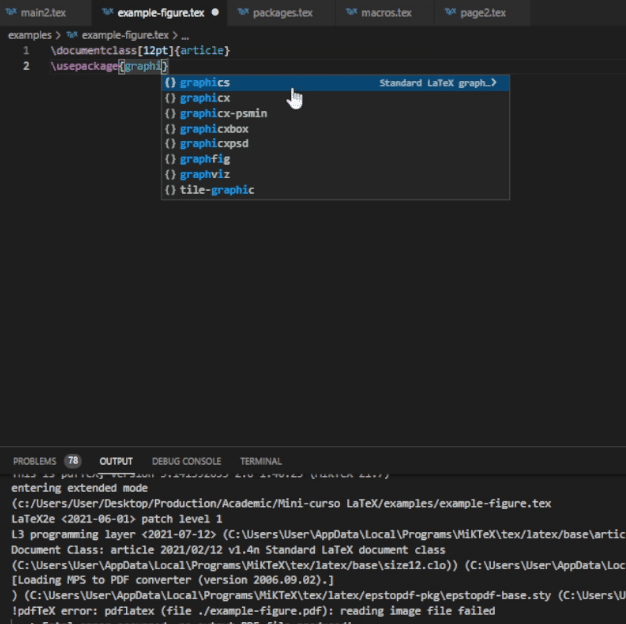 TeX main2.tex TeX example-figure.tex TeX packages.tex TeX macros.tex TeX page2.tex
examples > TeX example-figure.tex > ...
1 \documentclass[12pt]{article}
2 \usepackage{graphi}
{} graphics Standard LaTeX graph…>
{} graphicx
{} graphicx-psmin
{} graphicxbox
{} graphicxpsd
{} graphfig
{} graphviz
{} tile-graphic
PROBLEMS 78 OUTPUT DEBUG CONSOLE TERMINAL
entering extended mode
(c:/Users/User/Desktop/Production/Academic/Mini-curso LaTeX/examples/example-figure.tex
LaTeX2e <2021-06-01> patch level 1
L3 programming layer <2021-07-12> (C:\Users\User\AppData\Local\Programs\MiKTeX\tex/latex/base\artic
Document Class: article 2021/02/12 v1.4n Standard LaTeX document class
(C:\Users\User\AppData\Local\Programs\MiKTeX\tex/latex/base\size12.clo)) (C:\Users\User\AppData\Loc
[Loading MPS to PDF converter (version 2006.09.02).]
) (C:\Users\User\AppData\Local\Programs\MiKTeX\tex/latex/epstopdf-pkg\epstopdf-base.sty (C:\Users\U
!pdfTeX error: pdflatex (file ./example-figure.pdf): reading image file failed